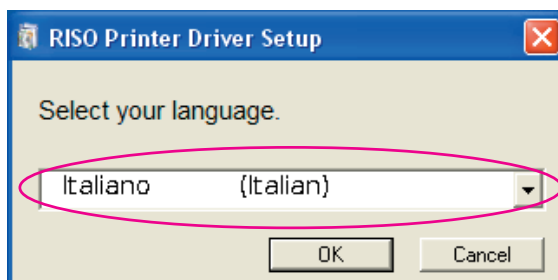 RISO Printer Driver Setup
Select your language.
Italiano (Italian)
OK Cancel